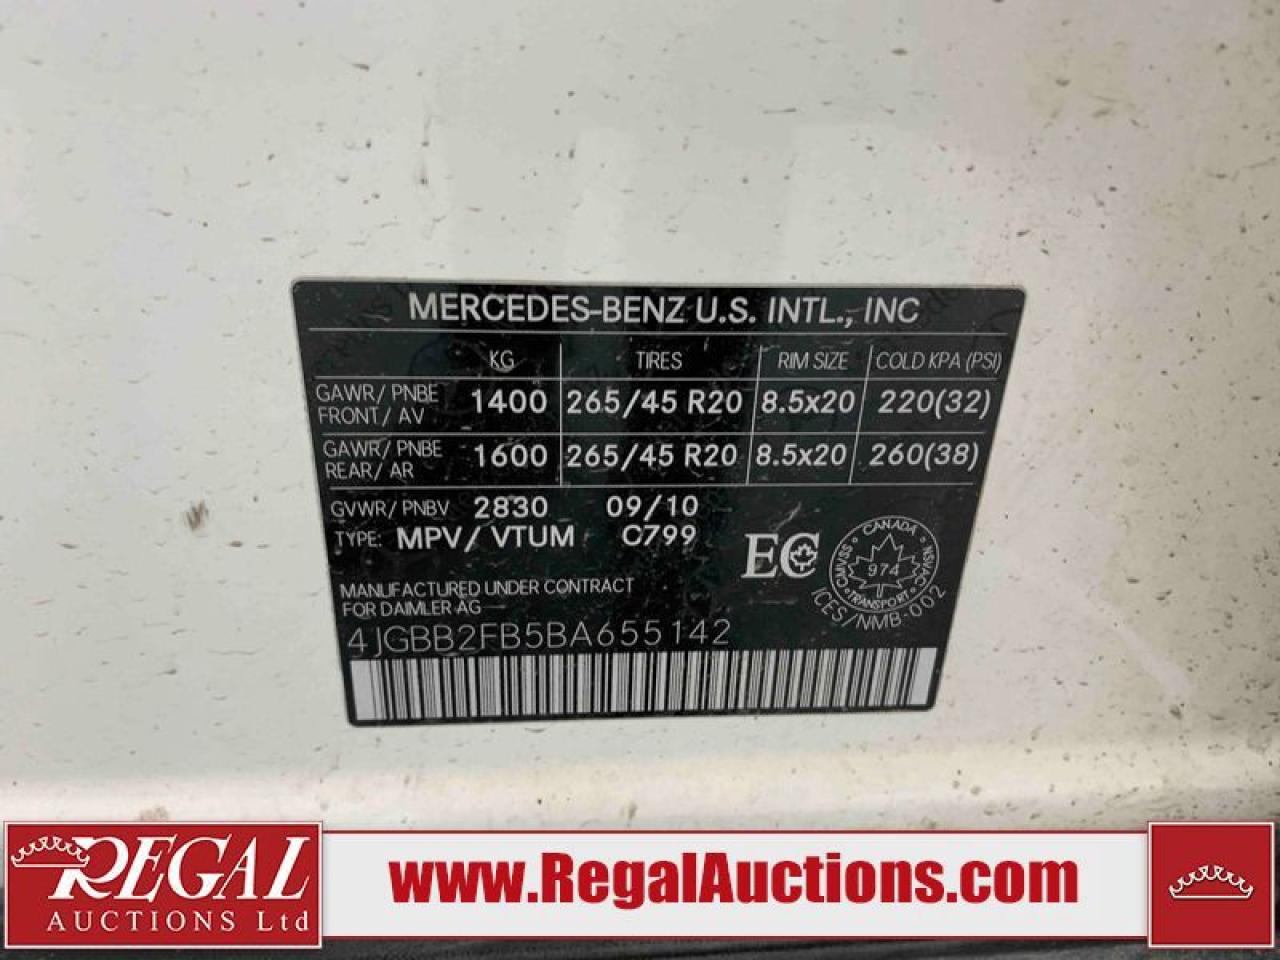 MERCEDES-BENZ U.S. INTL., INC
KG TIRES RIM SIZE COLD KPA (PSI)
GAWR/ PNBE
FRONT/ AV 1400 265/45 R20 8.5x20 220(32)
GAWR/ PNBE
REAR/ AR 1600 265/45 R20 8.5x20 260(38)
GVWR/ PNBV 2830 09/10
TYPE: MPV/ VTUM C799
EC
CANADA
CMVSS 974 NSVAC
TRANSPORT
ICES/NMB-002
MANUFACTURED UNDER CONTRACT
FOR DAIMLER AG
4JGBB2FB5BA655142
REGAL
AUCTIONS Ltd
www.RegalAuctions.com